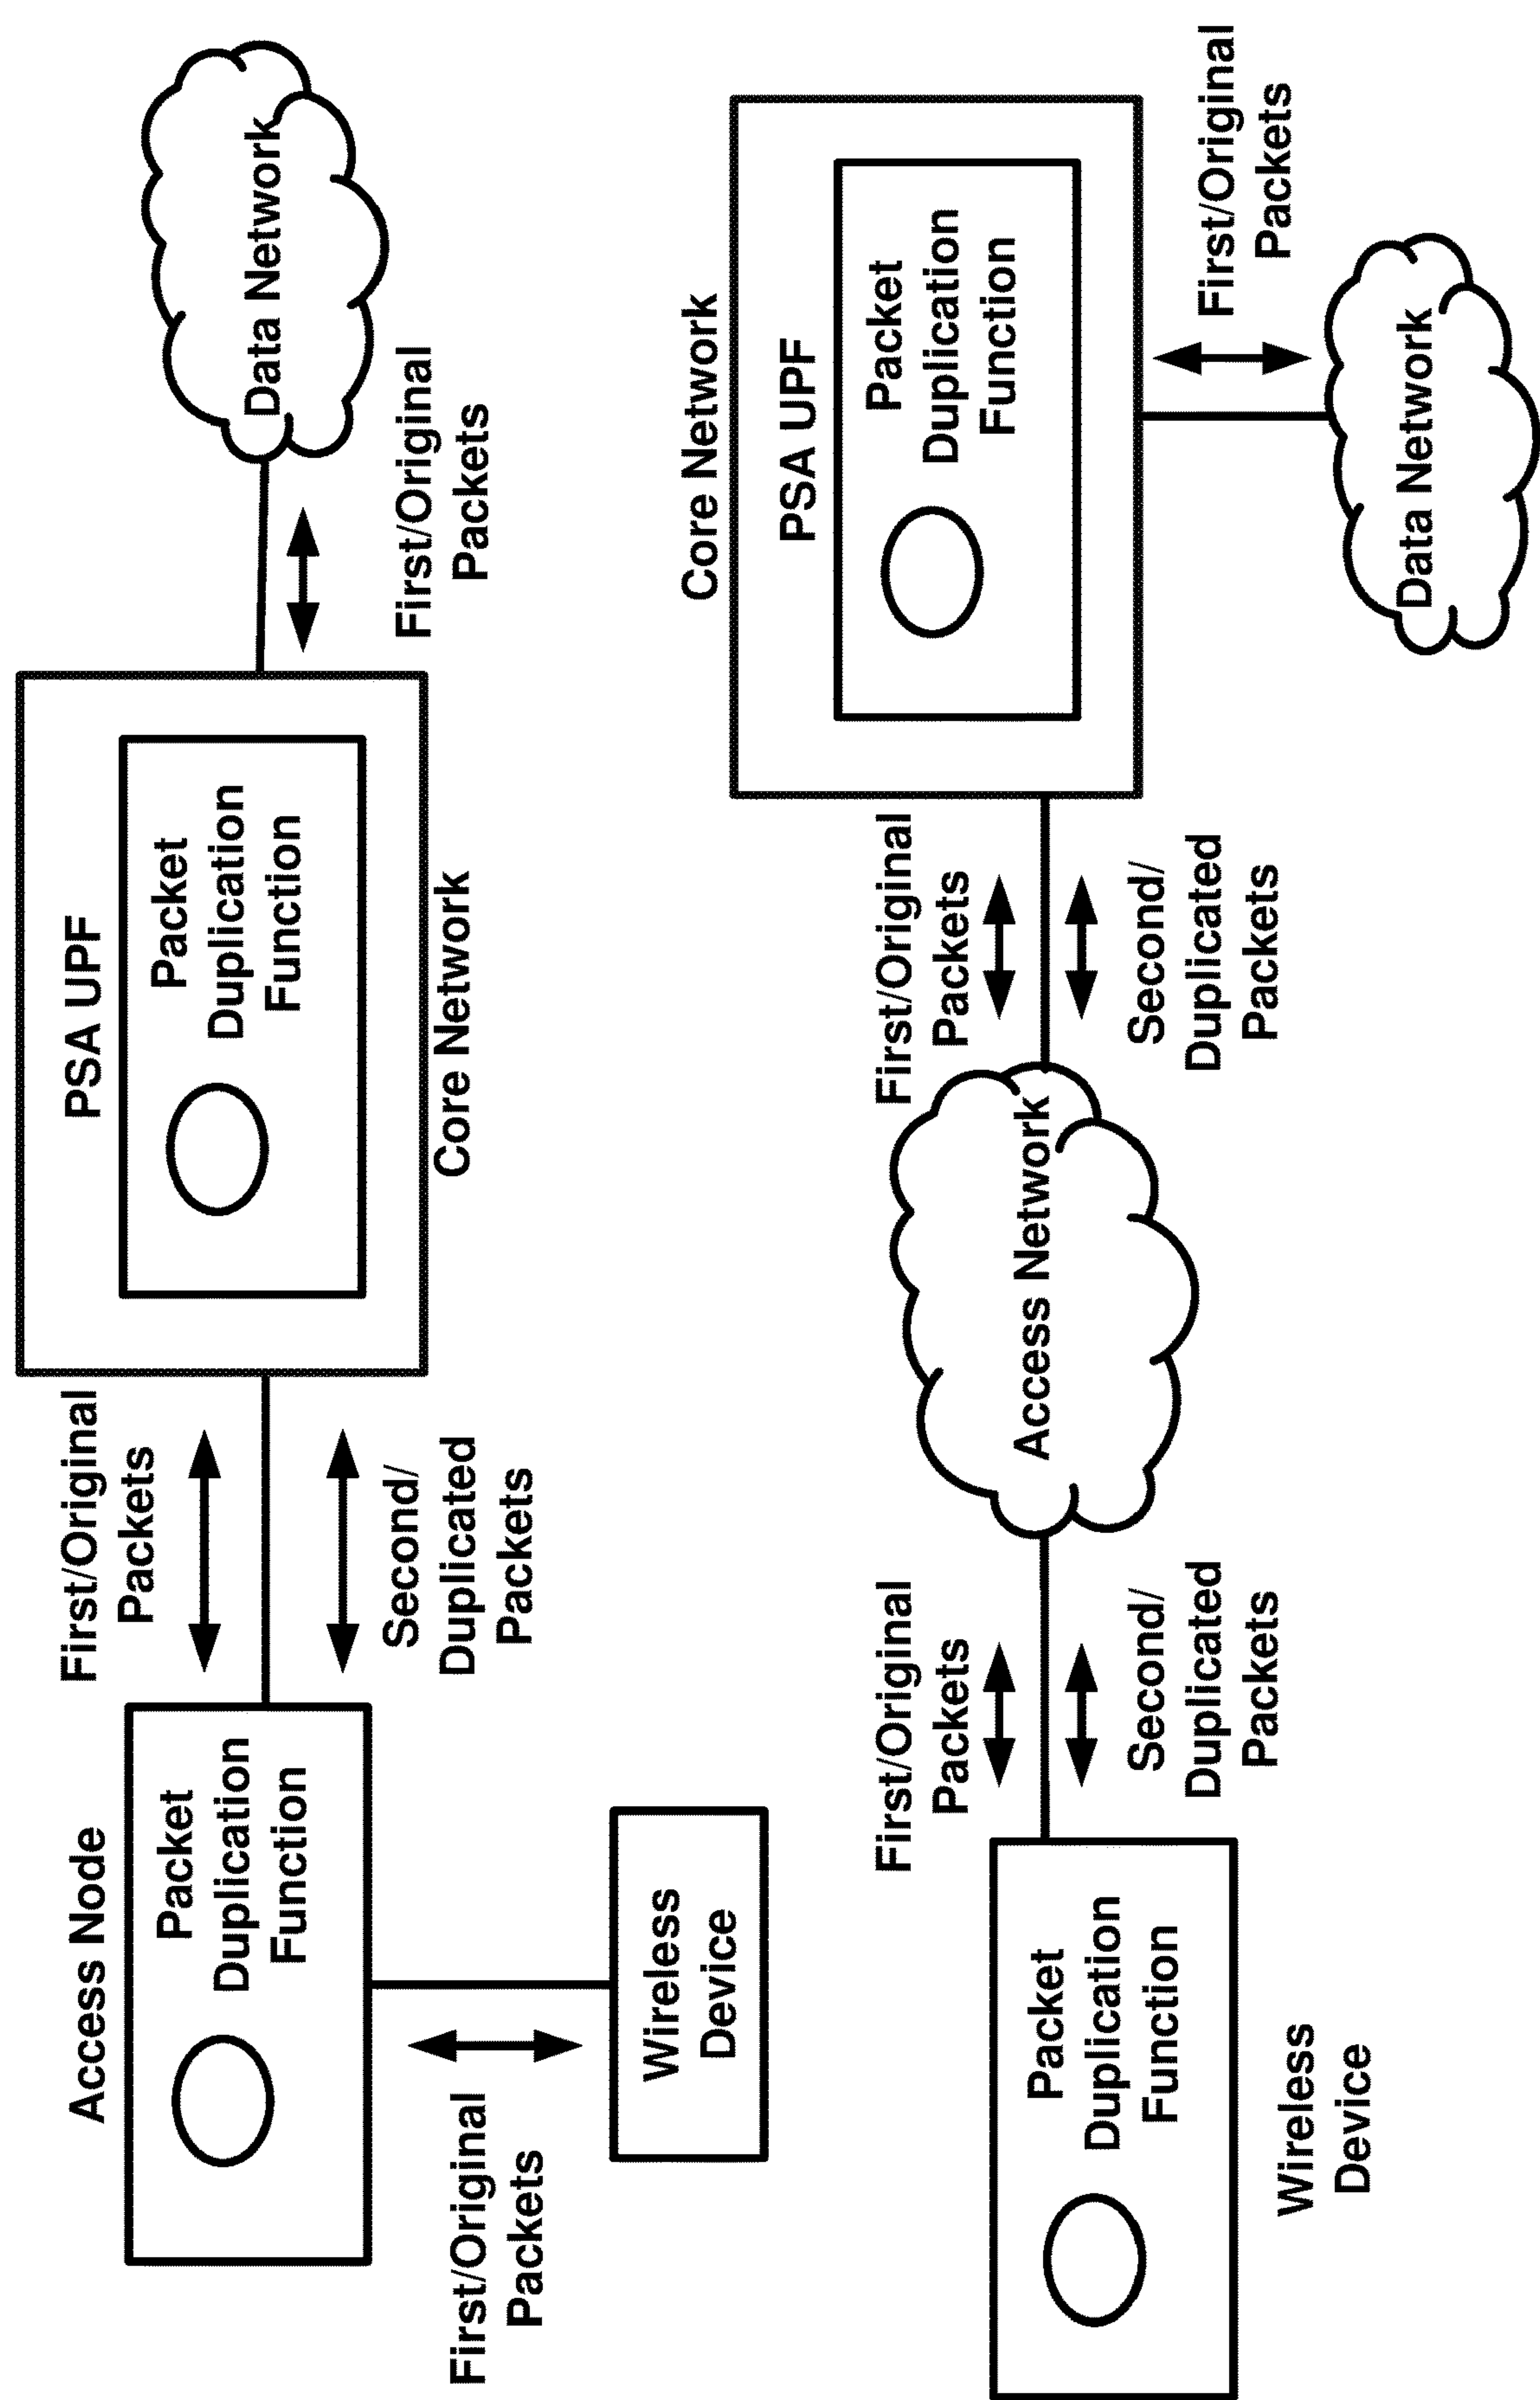 Access Node
Packet
Duplication
Function
First/Original
Packets
Wireless
Device
First/Original
Packets
Second/
Duplicated
Packets
PSA UPF
Packet
Duplication
Function
Core Network
First/Original
Packets
Data Network
Packet
Duplication
Function
Wireless
Device
First/Original
Packets
Second/
Duplicated
Packets
Access Network
First/Original
Packets
Second/
Duplicated
Packets
Core Network
PSA UPF
Packet
Duplication
Function
First/Original
Packets
Data Network